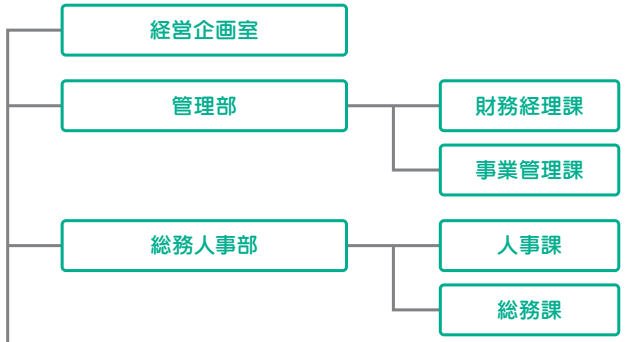 経営企画室
管理部
財務経理課
事業管理課
総務人事部
人事課
総務課